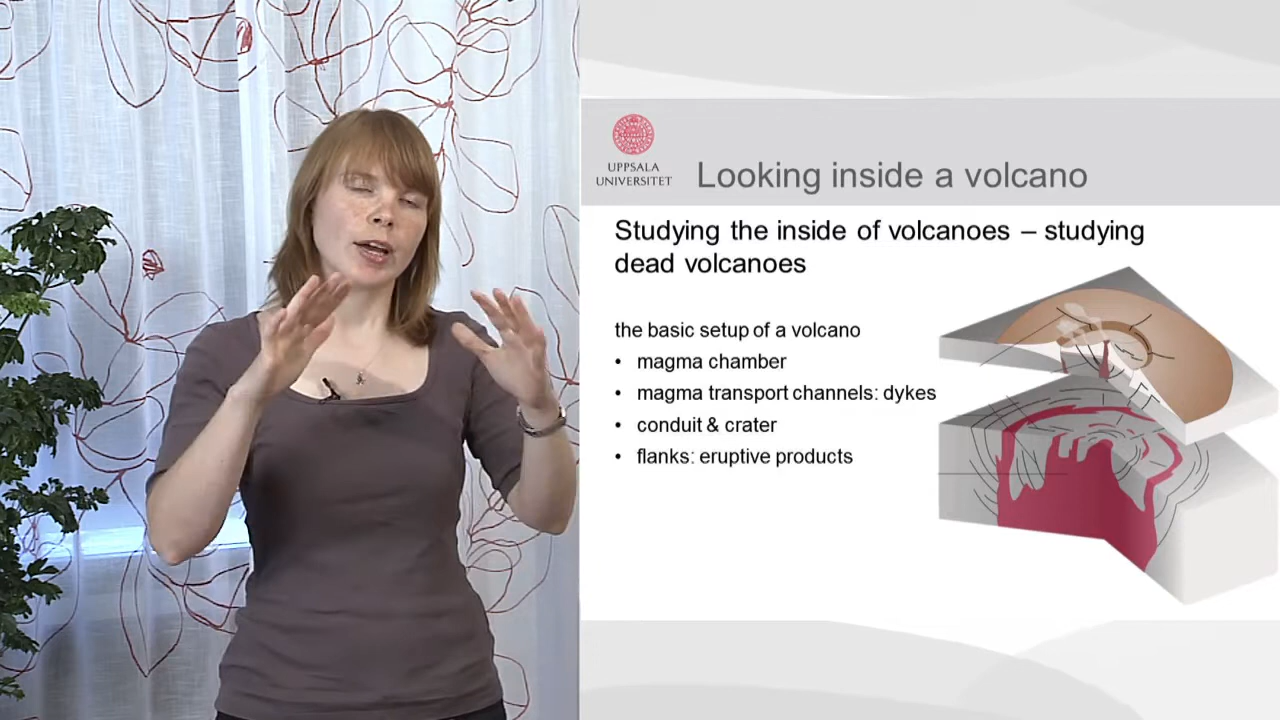 UPPSALA
UNIVERSITET
Looking inside a volcano
Studying the inside of volcanoes – studying
dead volcanoes
the basic setup of a volcano
• magma chamber
• magma transport channels: dykes
• conduit & crater
• flanks: eruptive products